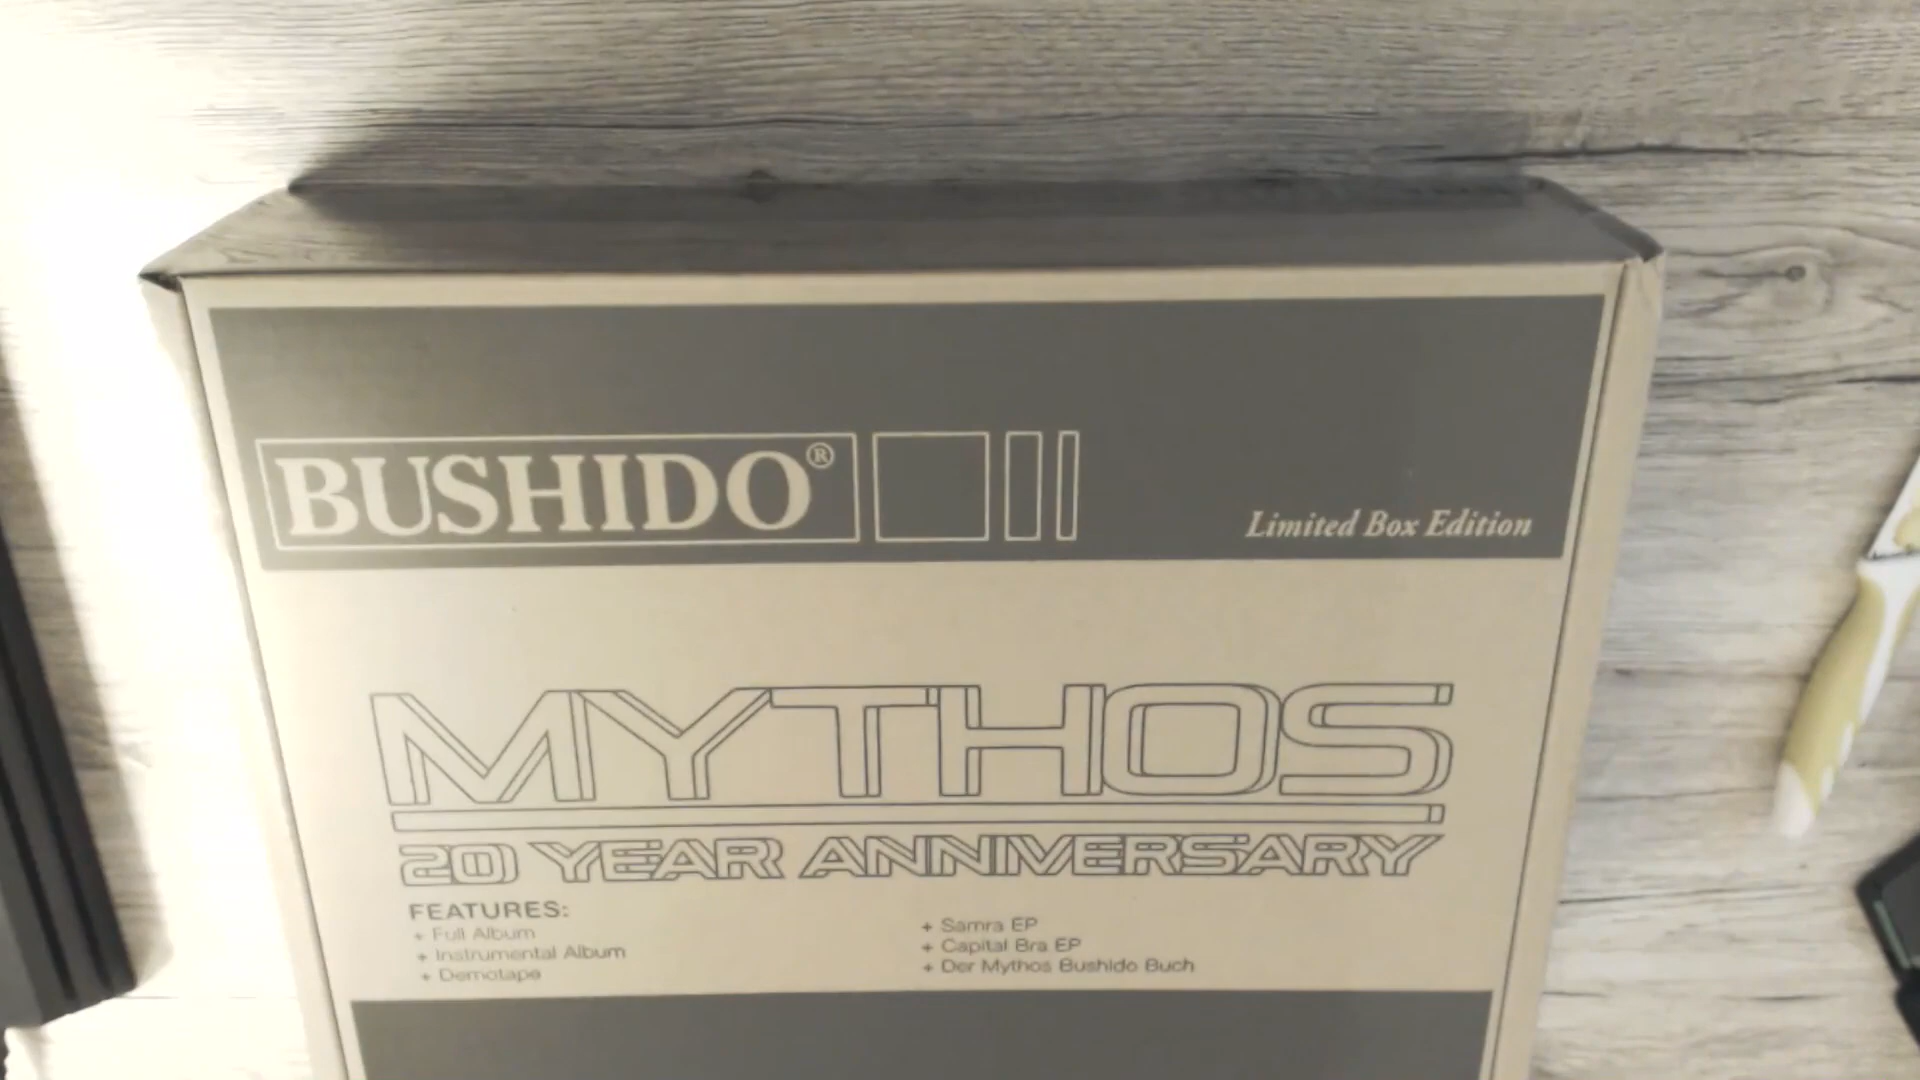 BUSHIDO®
Limited Box Edition
MYTHOS
20 YEAR ANNIVERSARY
FEATURES:
+ Full Album
+ Instrumental Album
+ Demotape
+ Samra EP
+ Capital Bra EP
+ Der Mythos Bushido Buch